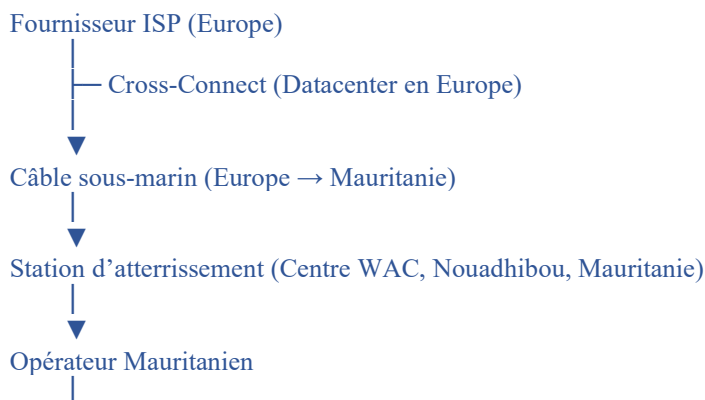 Fournisseur ISP (Europe)
Cross-Connect (Datacenter en Europe)
Câble sous-marin (Europe → Mauritanie)
Station d’atterrissement (Centre WAC, Nouadhibou, Mauritanie)
Opérateur Mauritanien